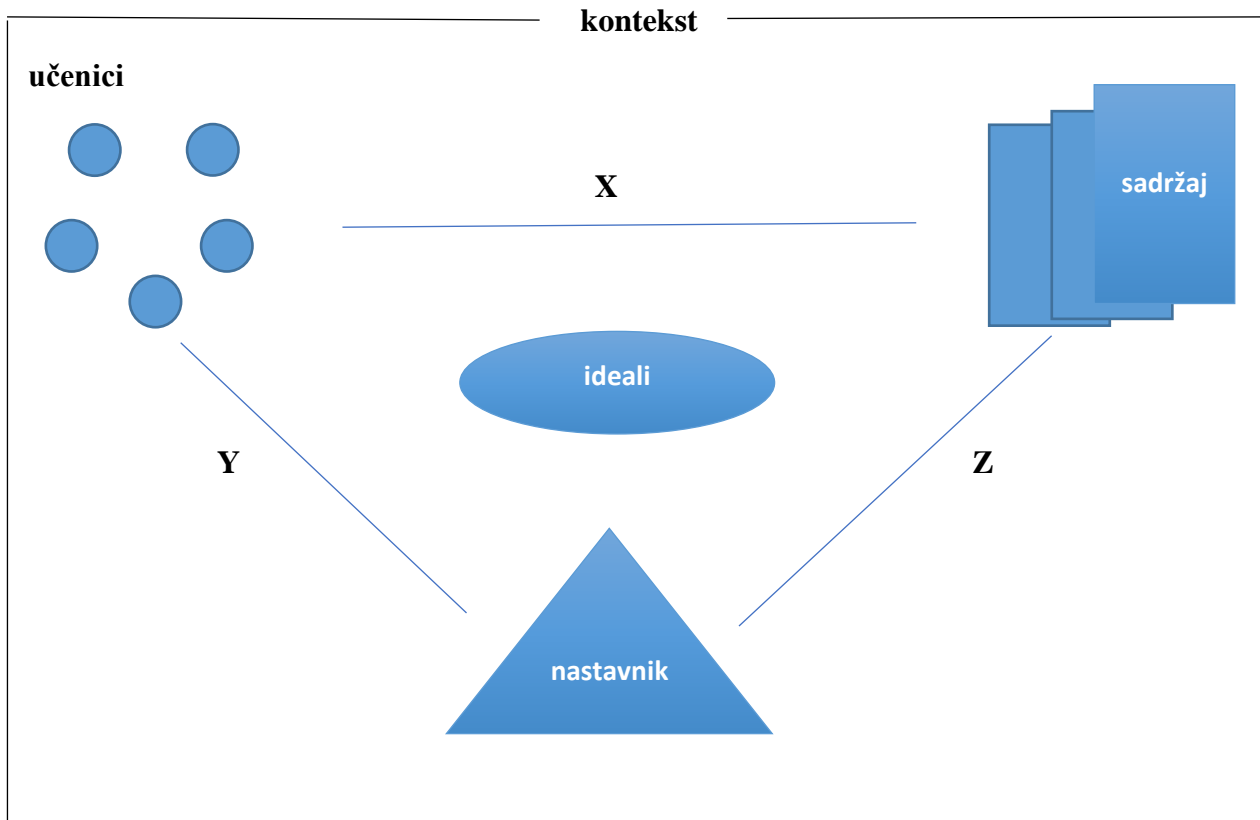 kontekst
učenici
X
sadržaj
ideali
Y
Z
nastavnik